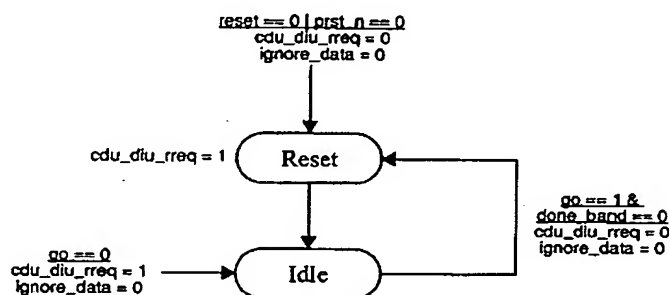 reset == 0 | prst_n == 0
cdu_diu_rreq = 0
ignore_data = 0
cdu_diu_rreq = 1
Reset
go == 1 &
done_band == 0
cdu_diu_rreq = 0
ignore_data = 0
go == 0
cdu_diu_rreq = 1
ignore_data = 0
Idle